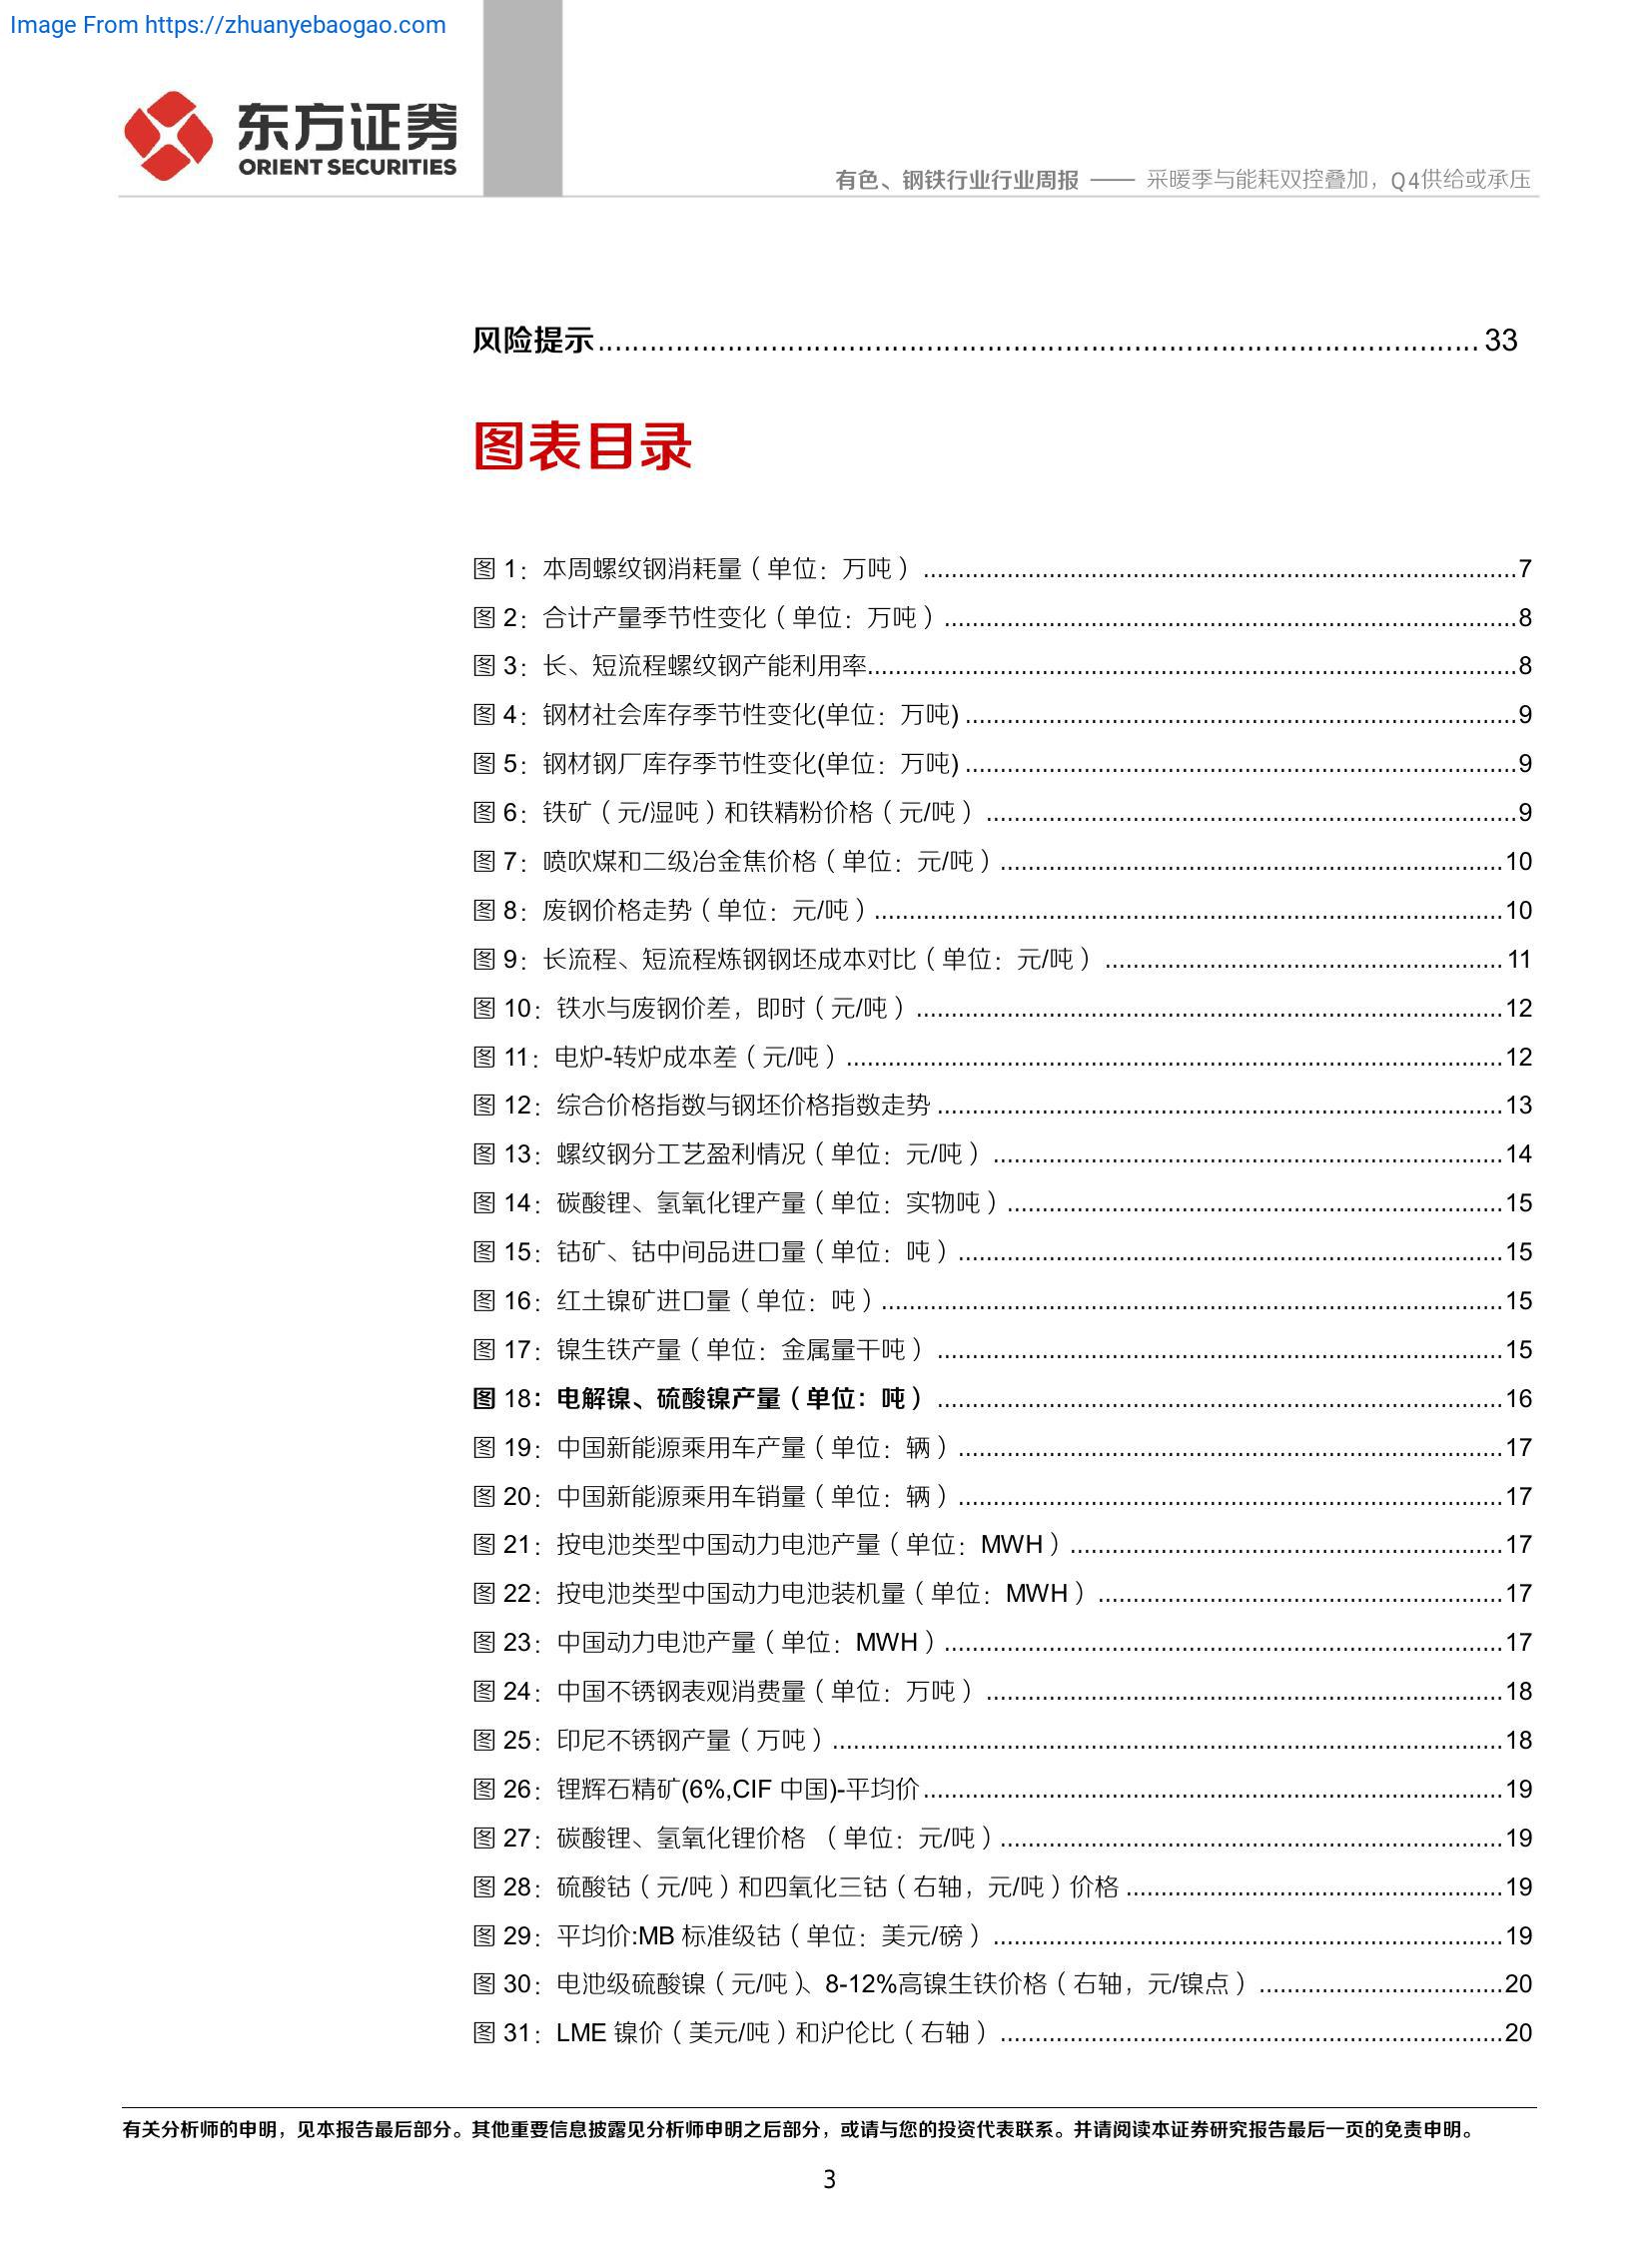 Image From https://zhuanyebaogao.com
东方证券
ORIENT SECURITIES
有色、钢铁行业行业周报 —— 采暖季与能耗双控叠加，Q4供给或承压
风险提示........................................................................................................ 33
图表目录
图 1：本周螺纹钢消耗量（单位：万吨）....................................................................................7
图 2：合计产量季节性变化（单位：万吨）.................................................................................8
图 3：长、短流程螺纹钢产能利用率............................................................................................8
图 4：钢材社会库存季节性变化(单位：万吨)...............................................................................9
图 5：钢材钢厂库存季节性变化(单位：万吨)...............................................................................9
图 6：铁矿（元/湿吨）和铁精粉价格（元/吨）............................................................................9
图 7：喷吹煤和二级冶金焦价格（单位：元/吨）........................................................................10
图 8：废钢价格走势（单位：元/吨）..........................................................................................10
图 9：长流程、短流程炼钢钢坯成本对比（单位：元/吨）.........................................................11
图 10：铁水与废钢价差，即时（元/吨）....................................................................................12
图 11：电炉-转炉成本差（元/吨）..............................................................................................12
图 12：综合价格指数与钢坯价格指数走势.................................................................................13
图 13：螺纹钢分工艺盈利情况（单位：元/吨）.........................................................................14
图 14：碳酸锂、氢氧化锂产量（单位：实物吨）.......................................................................15
图 15：钴矿、钴中间品进口量（单位：吨）..............................................................................15
图 16：红土镍矿进口量（单位：吨）.........................................................................................15
图 17：镍生铁产量（单位：金属量干吨）.................................................................................15
图 18：电解镍、硫酸镍产量（单位：吨）.................................................................................16
图 19：中国新能源乘用车产量（单位：辆）..............................................................................17
图 20：中国新能源乘用车销量（单位：辆）..............................................................................17
图 21：按电池类型中国动力电池产量（单位：MWH）..............................................................17
图 22：按电池类型中国动力电池装机量（单位：MWH）..........................................................17
图 23：中国动力电池产量（单位：MWH）................................................................................17
图 24：中国不锈钢表观消费量（单位：万吨）..........................................................................18
图 25：印尼不锈钢产量（万吨）................................................................................................18
图 26：锂辉石精矿(6%,CIF 中国)-平均价...................................................................................19
图 27：碳酸锂、氢氧化锂价格 （单位：元/吨）........................................................................19
图 28：硫酸钴（元/吨）和四氧化三钴（右轴，元/吨）价格......................................................19
图 29：平均价:MB 标准级钴（单位：美元/磅）.........................................................................19
图 30：电池级硫酸镍（元/吨）、8-12%高镍生铁价格（右轴，元/镍点）...................................20
图 31：LME 镍价（美元/吨）和沪伦比（右轴）........................................................................20
有关分析师的申明，见本报告最后部分。其他重要信息披露见分析师申明之后部分，或请与您的投资代表联系。并请阅读本证券研究报告最后一页的免责申明。
3